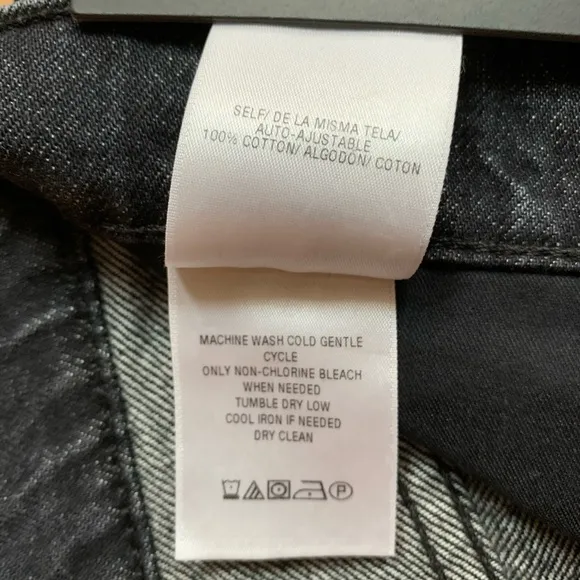 SELF/ DE LA MISMA TELA/
AUTO-AJUSTABLE
100% COTTON/ ALGODON/ COTON
MACHINE WASH COLD GENTLE
CYCLE
ONLY NON-CHLORINE BLEACH
WHEN NEEDED
TUMBLE DRY LOW
COOL IRON IF NEEDED
DRY CLEAN
P